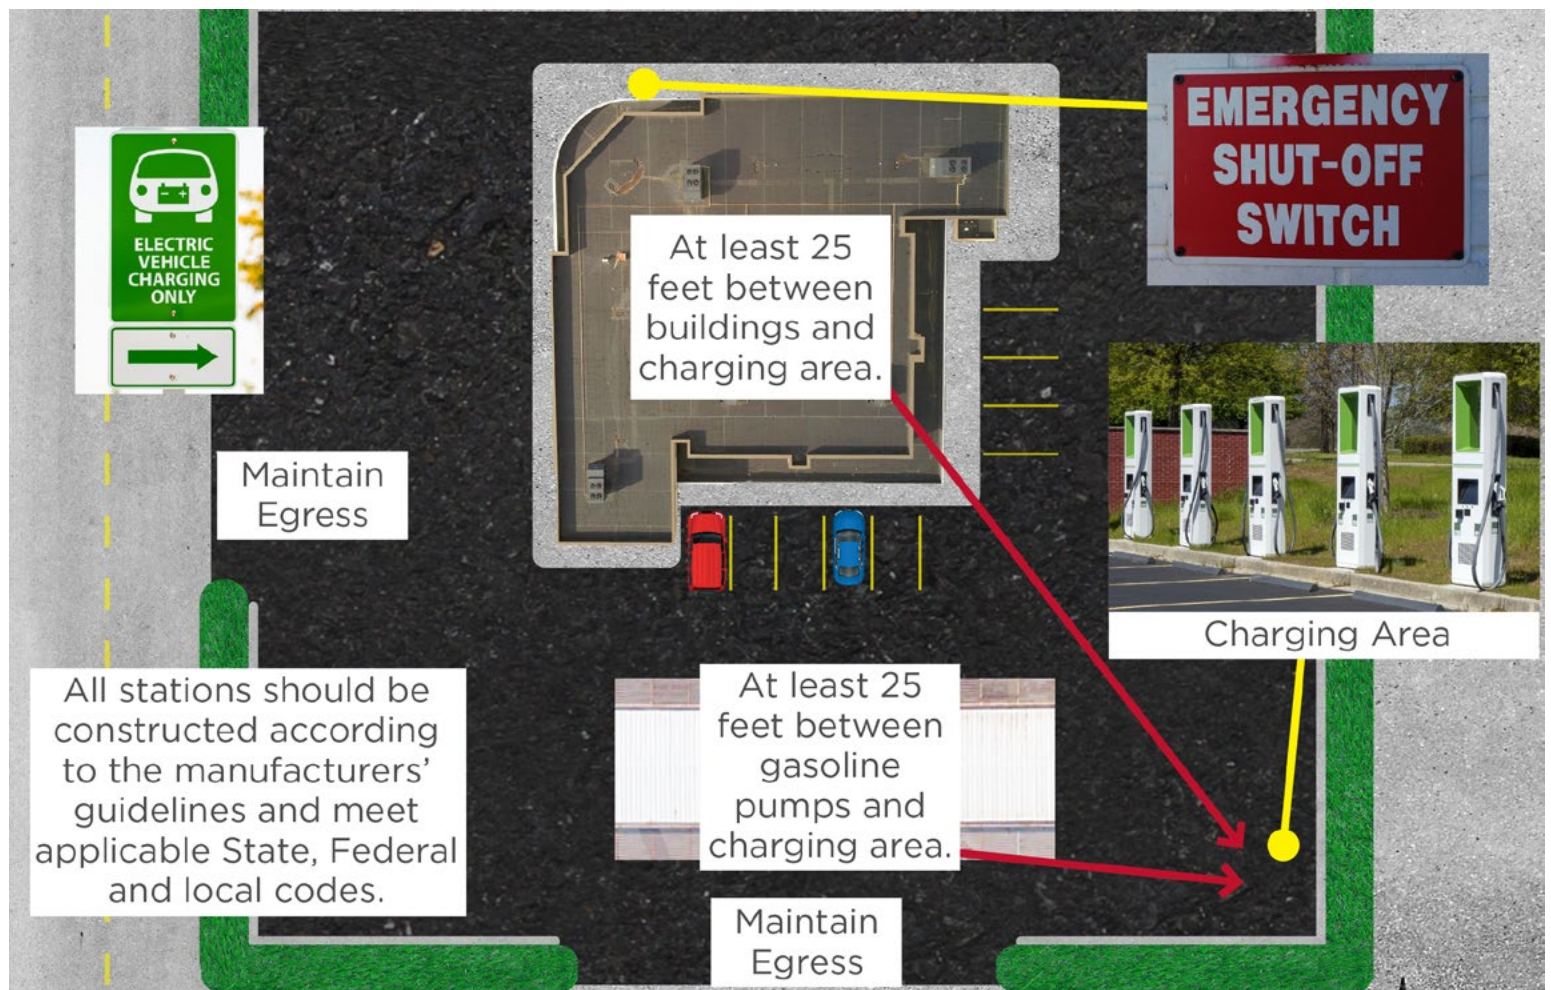 EMERGENCY
SHUT-OFF
SWITCH
ELECTRIC
VEHICLE
CHARGING
ONLY
At least 25
feet between
buildings and
charging area.
Maintain
Egress
Charging Area
All stations should be
constructed according
to the manufacturers’
guidelines and meet
applicable State, Federal
and local codes.
At least 25
feet between
gasoline
pumps and
charging area.
Maintain
Egress